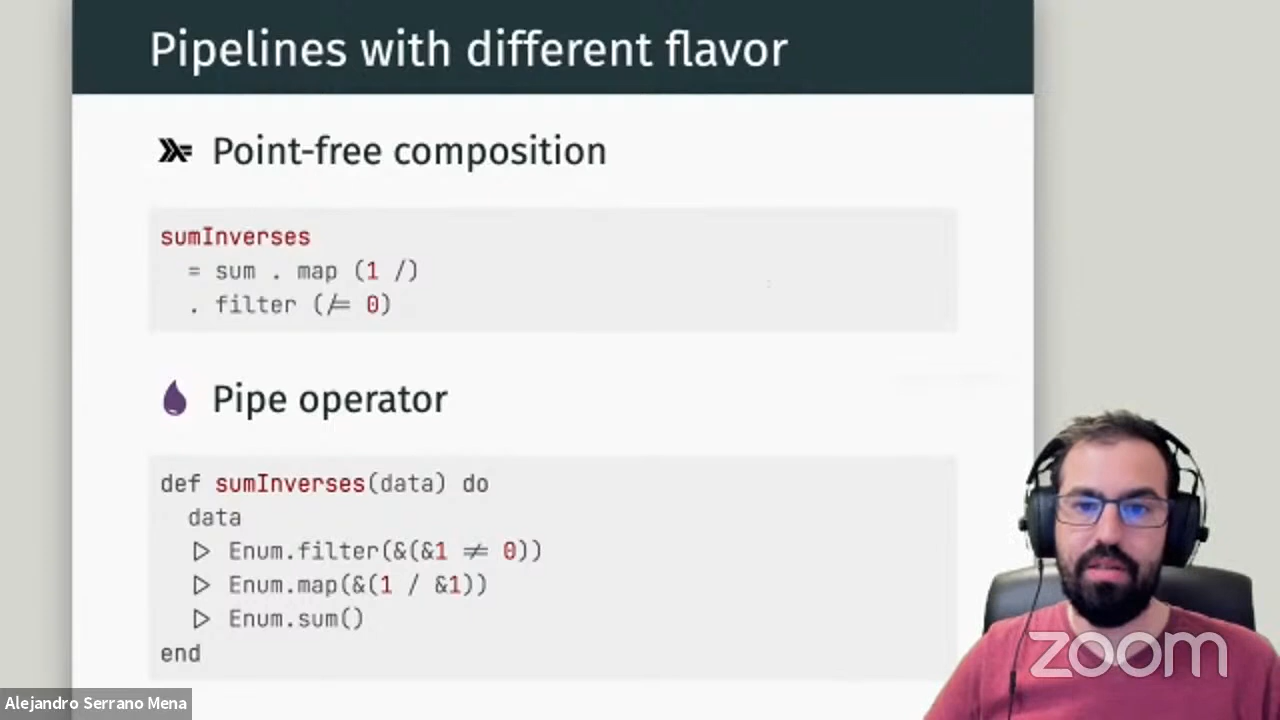 Pipelines with different flavor
Point-free composition
sumInverses
= sum . map (1 /)
. filter (/= 0)
Pipe operator
def sumInverses(data) do
data
|> Enum.filter(&(&1 != 0))
|> Enum.map(&(1 / &1))
|> Enum.sum()
end
zoom
Alejandro Serrano Mena